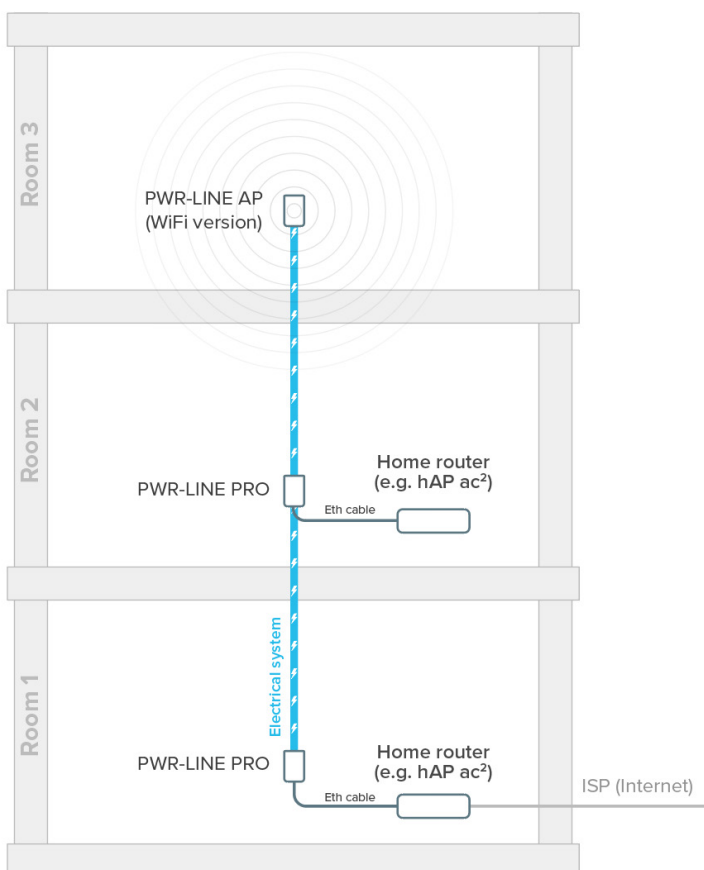 Room 3
PWR-LINE AP
(WiFi version)
Room 2
Home router
(e.g. hAP ac²)
PWR-LINE PRO
Eth cable
Electrical system
Room 1
Home router
(e.g. hAP ac²)
PWR-LINE PRO
ISP (Internet)
Eth cable